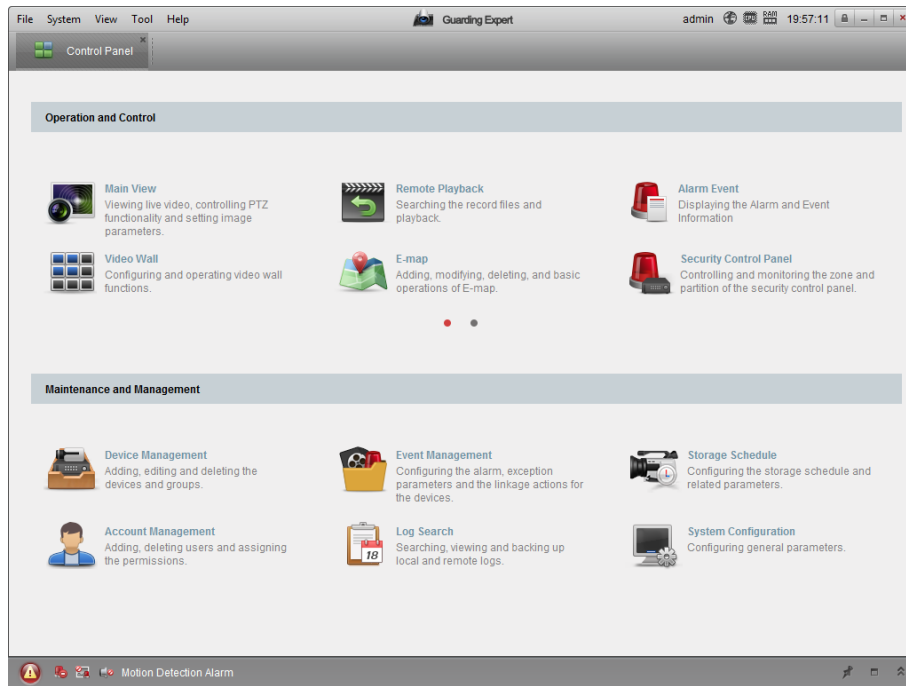 File System View Tool Help Guarding Expert admin CPU RAM 19:57:11
Control Panel
Operation and Control
Main View
Viewing live video, controlling PTZ
functionality and setting image
parameters.
Remote Playback
Searching the record files and
playback.
Alarm Event
Displaying the Alarm and Event
Information
Video Wall
Configuring and operating video wall
functions.
E-map
Adding, modifying, deleting, and basic
operations of E-map.
Security Control Panel
Controlling and monitoring the zone and
partition of the security control panel.
Maintenance and Management
Device Management
Adding, editing and deleting the
devices and groups.
Event Management
Configuring the alarm, exception
parameters and the linkage actions for
the devices.
Storage Schedule
Configuring the storage schedule and
related parameters.
Account Management
Adding, deleting users and assigning
the permissions.
18
Log Search
Searching, viewing and backing up
local and remote logs.
System Configuration
Configuring general parameters.
Motion Detection Alarm